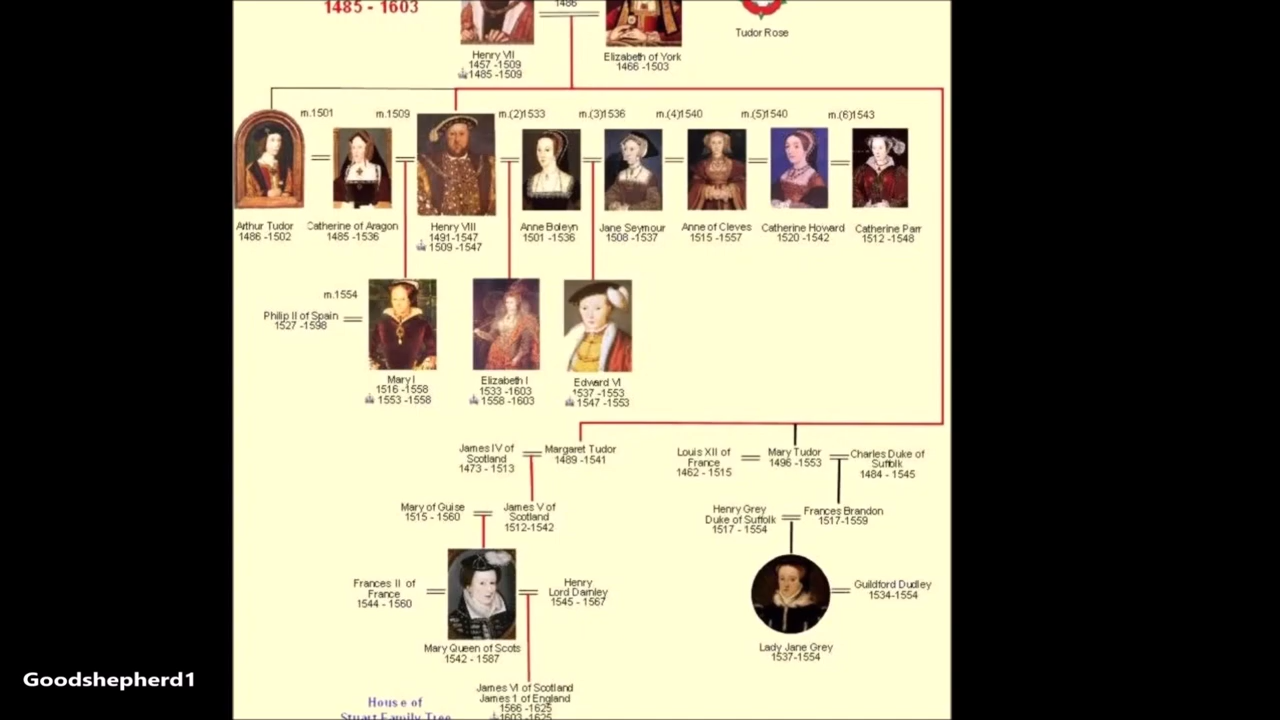 1485 - 1603
1486
Tudor Rose
Henry VII
1457 -1509
1485 -1509
Elizabeth of York
1466 -1503
m.1501
m.1509
m.(2)1533
m.(3)1536
m.(4)1540
m.(5)1540
m.(6)1543
Arthur Tudor
1486 -1502
Catherine of Aragon
1485 -1536
Henry VIII
1491-1547
1509 -1547
Anne Boleyn
1501 -1536
Jane Seymour
1508 -1537
Anne of Cleves
1515 -1557
Catherine Howard
1520 -1542
Catherine Parr
1512 -1548
m.1554
Philip II of Spain
1527 -1598
Mary I
1516 -1558
1553 -1558
Elizabeth I
1533 -1603
1558 -1603
Edward VI
1537 -1553
1547 -1553
James IV of
Scotland
1473 - 1513
Margaret Tudor
1489 -1541
Louis XII of
France
1462 - 1515
Mary Tudor
1496 -1553
Charles Duke of
Suffolk
1484 - 1545
Mary of Guise
1515 - 1560
James V of
Scotland
1512-1542
Henry Grey
Duke of Suffolk
1517 - 1554
Frances Brandon
1517-1559
Frances II of
France
1544 - 1560
Henry
Lord Darnley
1545 - 1567
Guildford Dudley
1534-1554
Mary Queen of Scots
1542 - 1587
Lady Jane Grey
1537-1554
James VI of Scotland
James 1 of England
1566 -1625
1603 -1625
House of
Stuart Family Tree
Goodshepherd1